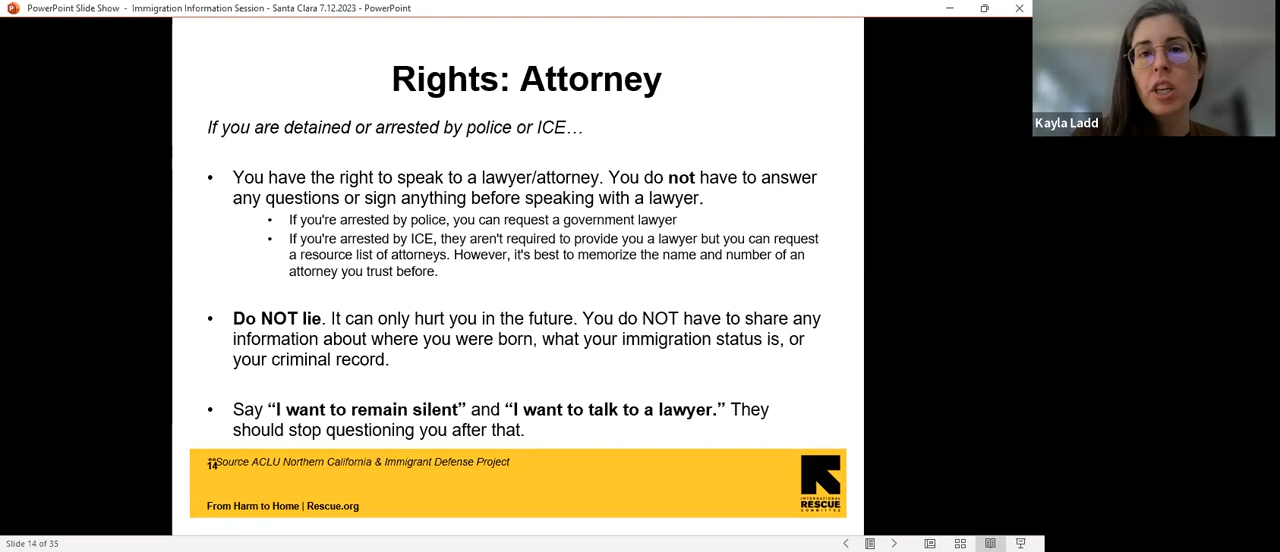 PowerPoint Slide Show - Immigration Information Session - Santa Clara 7.12.2023 - PowerPoint
Kayla Ladd
Rights: Attorney
If you are detained or arrested by police or ICE…
• You have the right to speak to a lawyer/attorney. You do not have to answer
any questions or sign anything before speaking with a lawyer.
• If you're arrested by police, you can request a government lawyer
• If you're arrested by ICE, they aren't required to provide you a lawyer but you can request
a resource list of attorneys. However, it's best to memorize the name and number of an
attorney you trust before.
• Do NOT lie. It can only hurt you in the future. You do NOT have to share any
information about where you were born, what your immigration status is, or
your criminal record.
• Say “I want to remain silent” and “I want to talk to a lawyer.” They
should stop questioning you after that.
**Source ACLU Northern California & Immigrant Defense Project
14
From Harm to Home | Rescue.org
INTERNATIONAL
RESCUE
COMMITTEE
Slide 14 of 35